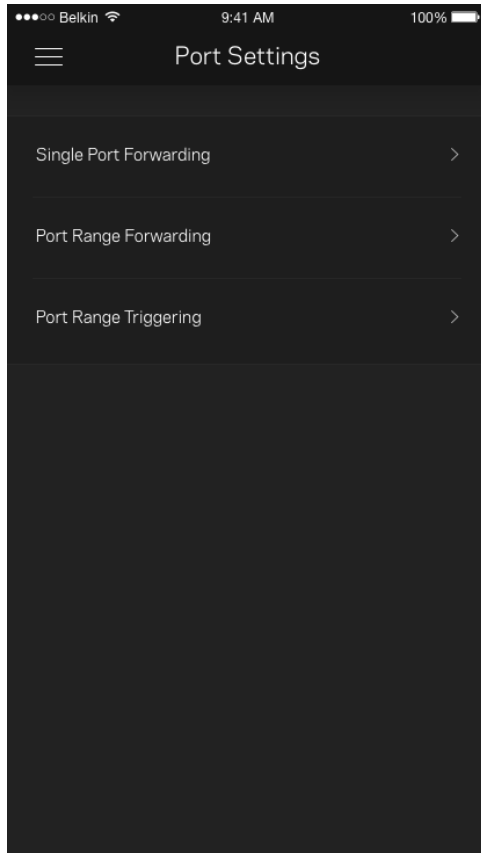 Belkin 9:41 AM 100%
Port Settings
Single Port Forwarding
Port Range Forwarding
Port Range Triggering